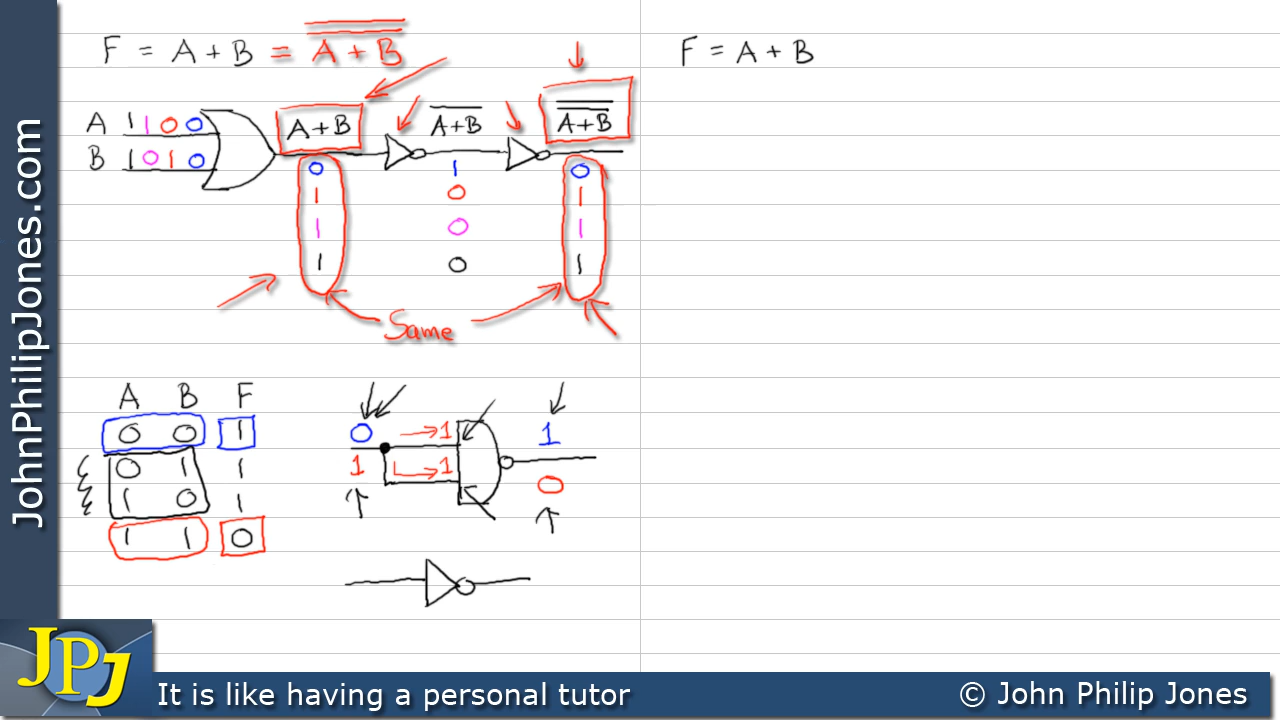 F = A + B = A̿ ̿+̿ ̿B̿
A 1 1 0 0
B 1 0 1 0
A+B
A̅+̅B̅
A̿+̿B̿
0 1 0
1 0 1
1 0 1
1 0 1
Same
A B F
0 0 1
0 1 1
1 0 1
1 1 0
0 → 1 1
1 → 1 0
F = A + B
JohnPhilipJones.com
JPJ
It is like having a personal tutor
© John Philip Jones